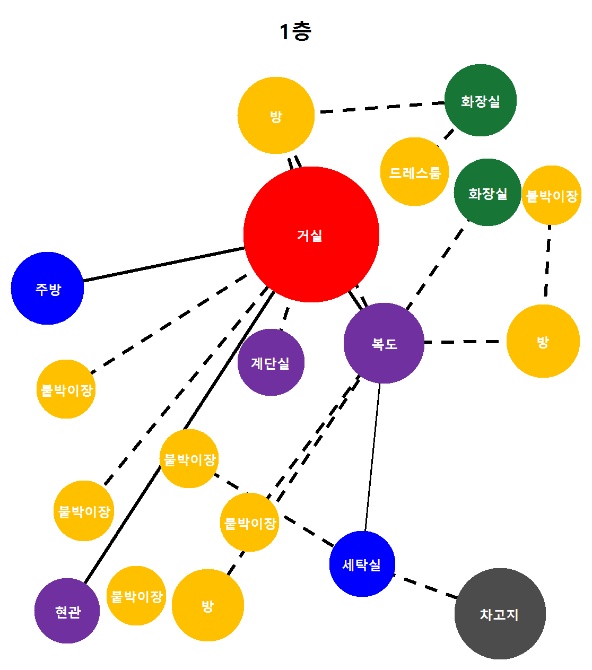 1층
방
화장실
드레스룸
화장실
붙박이장
거실
주방
복도
방
계단실
붙박이장
붙박이장
붙박이장
붙박이장
세탁실
붙박이장
방
현관
차고지